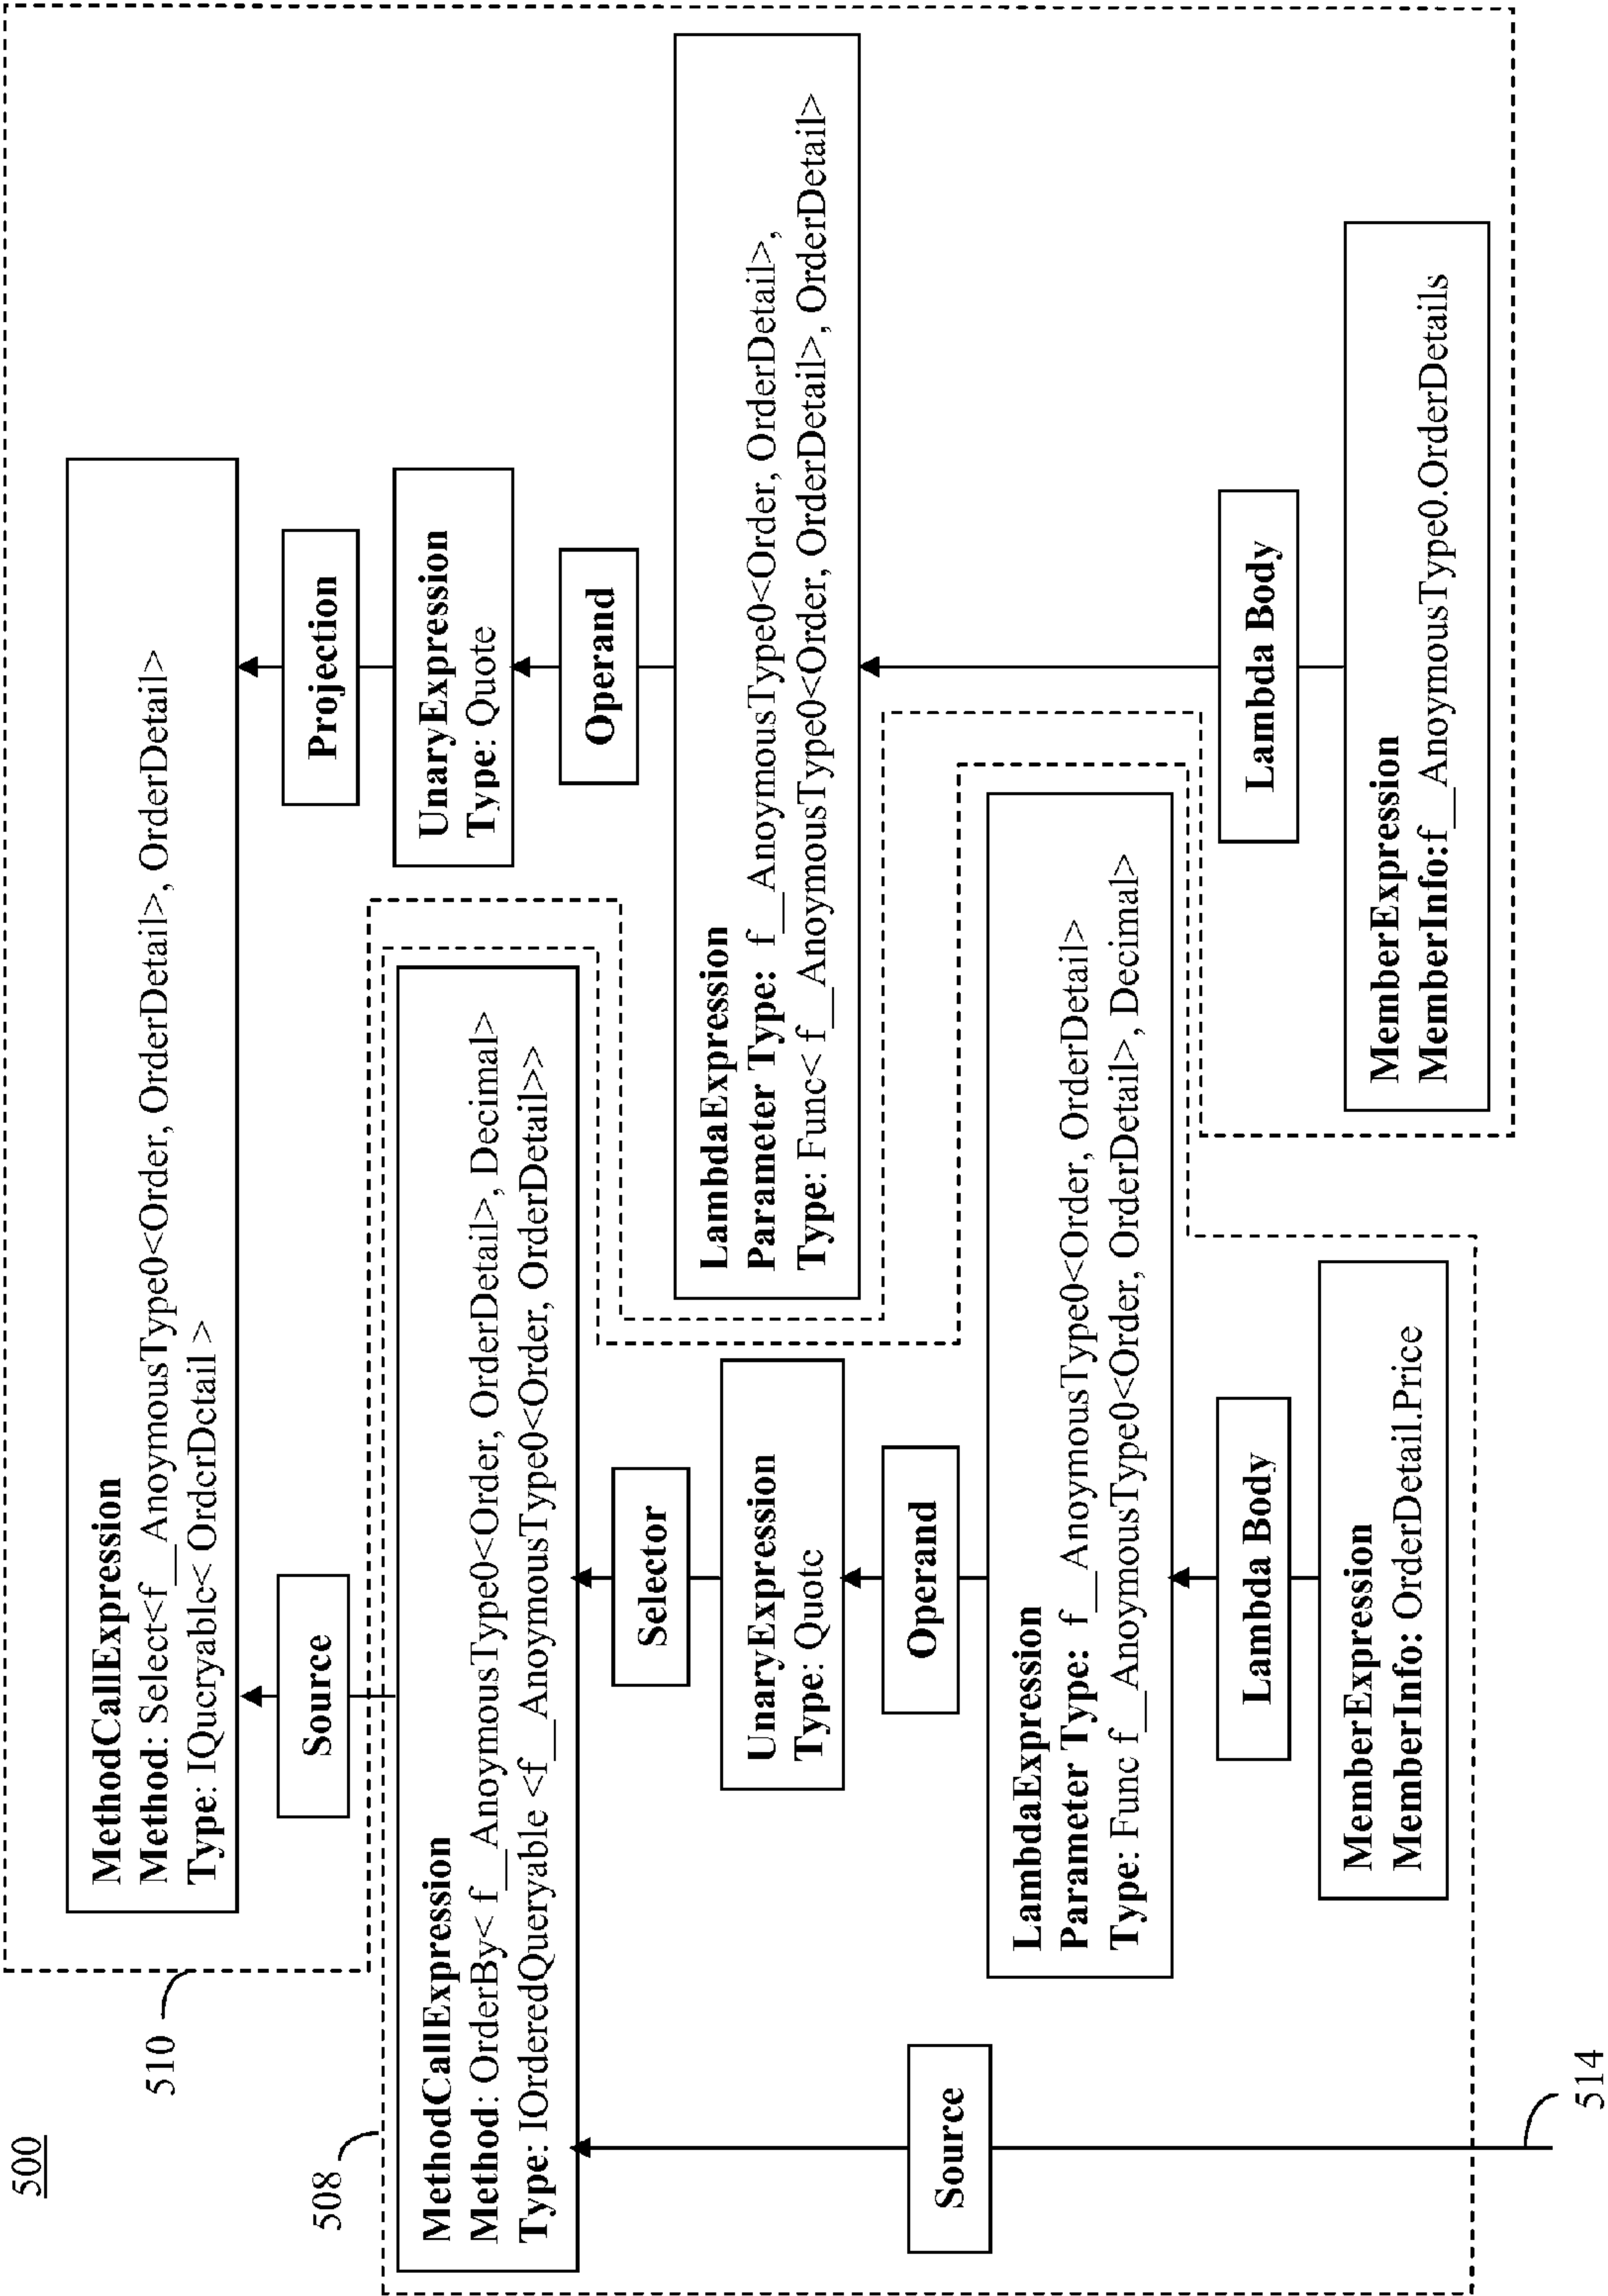 500
510
MethodCallExpression
Method: Select<f__AnoymousType0<Order, OrderDetail>, OrderDetail>
Type: IQueryable< OrderDetail >
Source
Projection
508
MethodCallExpression
Method: OrderBy< f__AnoymousType0<Order, OrderDetail>, Decimal>
Type: IOrderedQueryable <f__AnoymousType0<Order, OrderDetail>>
UnaryExpression
Type: Quote
Selector
Operand
UnaryExpression
Type: Quote
LambdaExpression
Parameter Type: f__AnoymousType0<Order, OrderDetail>,
Type: Func< f__AnoymousType0<Order, OrderDetail>, OrderDetail>
Source
Operand
LambdaExpression
Parameter Type: f__AnoymousType0<Order, OrderDetail>
Type: Func f__AnoymousType0<Order, OrderDetail>, Decimal>
Lambda Body
Lambda Body
MemberExpression
MemberInfo: OrderDetail.Price
MemberExpression
MemberInfo:f__AnoymousType0.OrderDetails
514